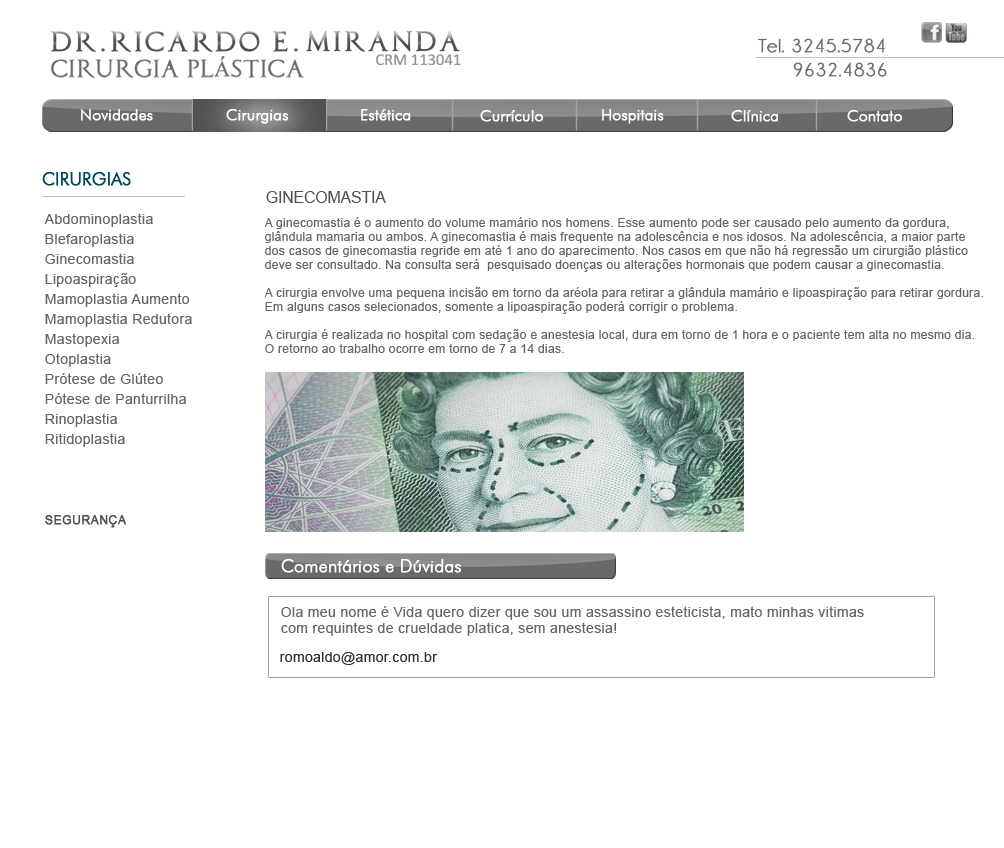 DR.RICARDO E.MIRANDA
CIRURGIA PLÁSTICA CRM 113041
Tel. 3245.5784
9632.4836
f You Tube
Novidades Cirurgias Estética Currículo Hospitais Clínica Contato
CIRURGIAS
Abdominoplastia
Blefaroplastia
Ginecomastia
Lipoaspiração
Mamoplastia Aumento
Mamoplastia Redutora
Mastopexia
Otoplastia
Prótese de Glúteo
Pótese de Panturrilha
Rinoplastia
Ritidoplastia
SEGURANÇA
GINECOMASTIA
A ginecomastia é o aumento do volume mamário nos homens. Esse aumento pode ser causado pelo aumento da gordura,
glândula mamaria ou ambos. A ginecomastia é mais frequente na adolescência e nos idosos. Na adolescência, a maior parte
dos casos de ginecomastia regride em até 1 ano do aparecimento. Nos casos em que não há regressão um cirurgião plástico
deve ser consultado. Na consulta será pesquisado doenças ou alterações hormonais que podem causar a ginecomastia.
A cirurgia envolve uma pequena incisão em torno da aréola para retirar a glândula mamário e lipoaspiração para retirar gordura.
Em alguns casos selecionados, somente a lipoaspiração poderá corrigir o problema.
A cirurgia é realizada no hospital com sedação e anestesia local, dura em torno de 1 hora e o paciente tem alta no mesmo dia.
O retorno ao trabalho ocorre em torno de 7 a 14 dias.
20
Comentários e Dúvidas
Ola meu nome é Vida quero dizer que sou um assassino esteticista, mato minhas vitimas
com requintes de crueldade platica, sem anestesia!
romoaldo@amor.com.br